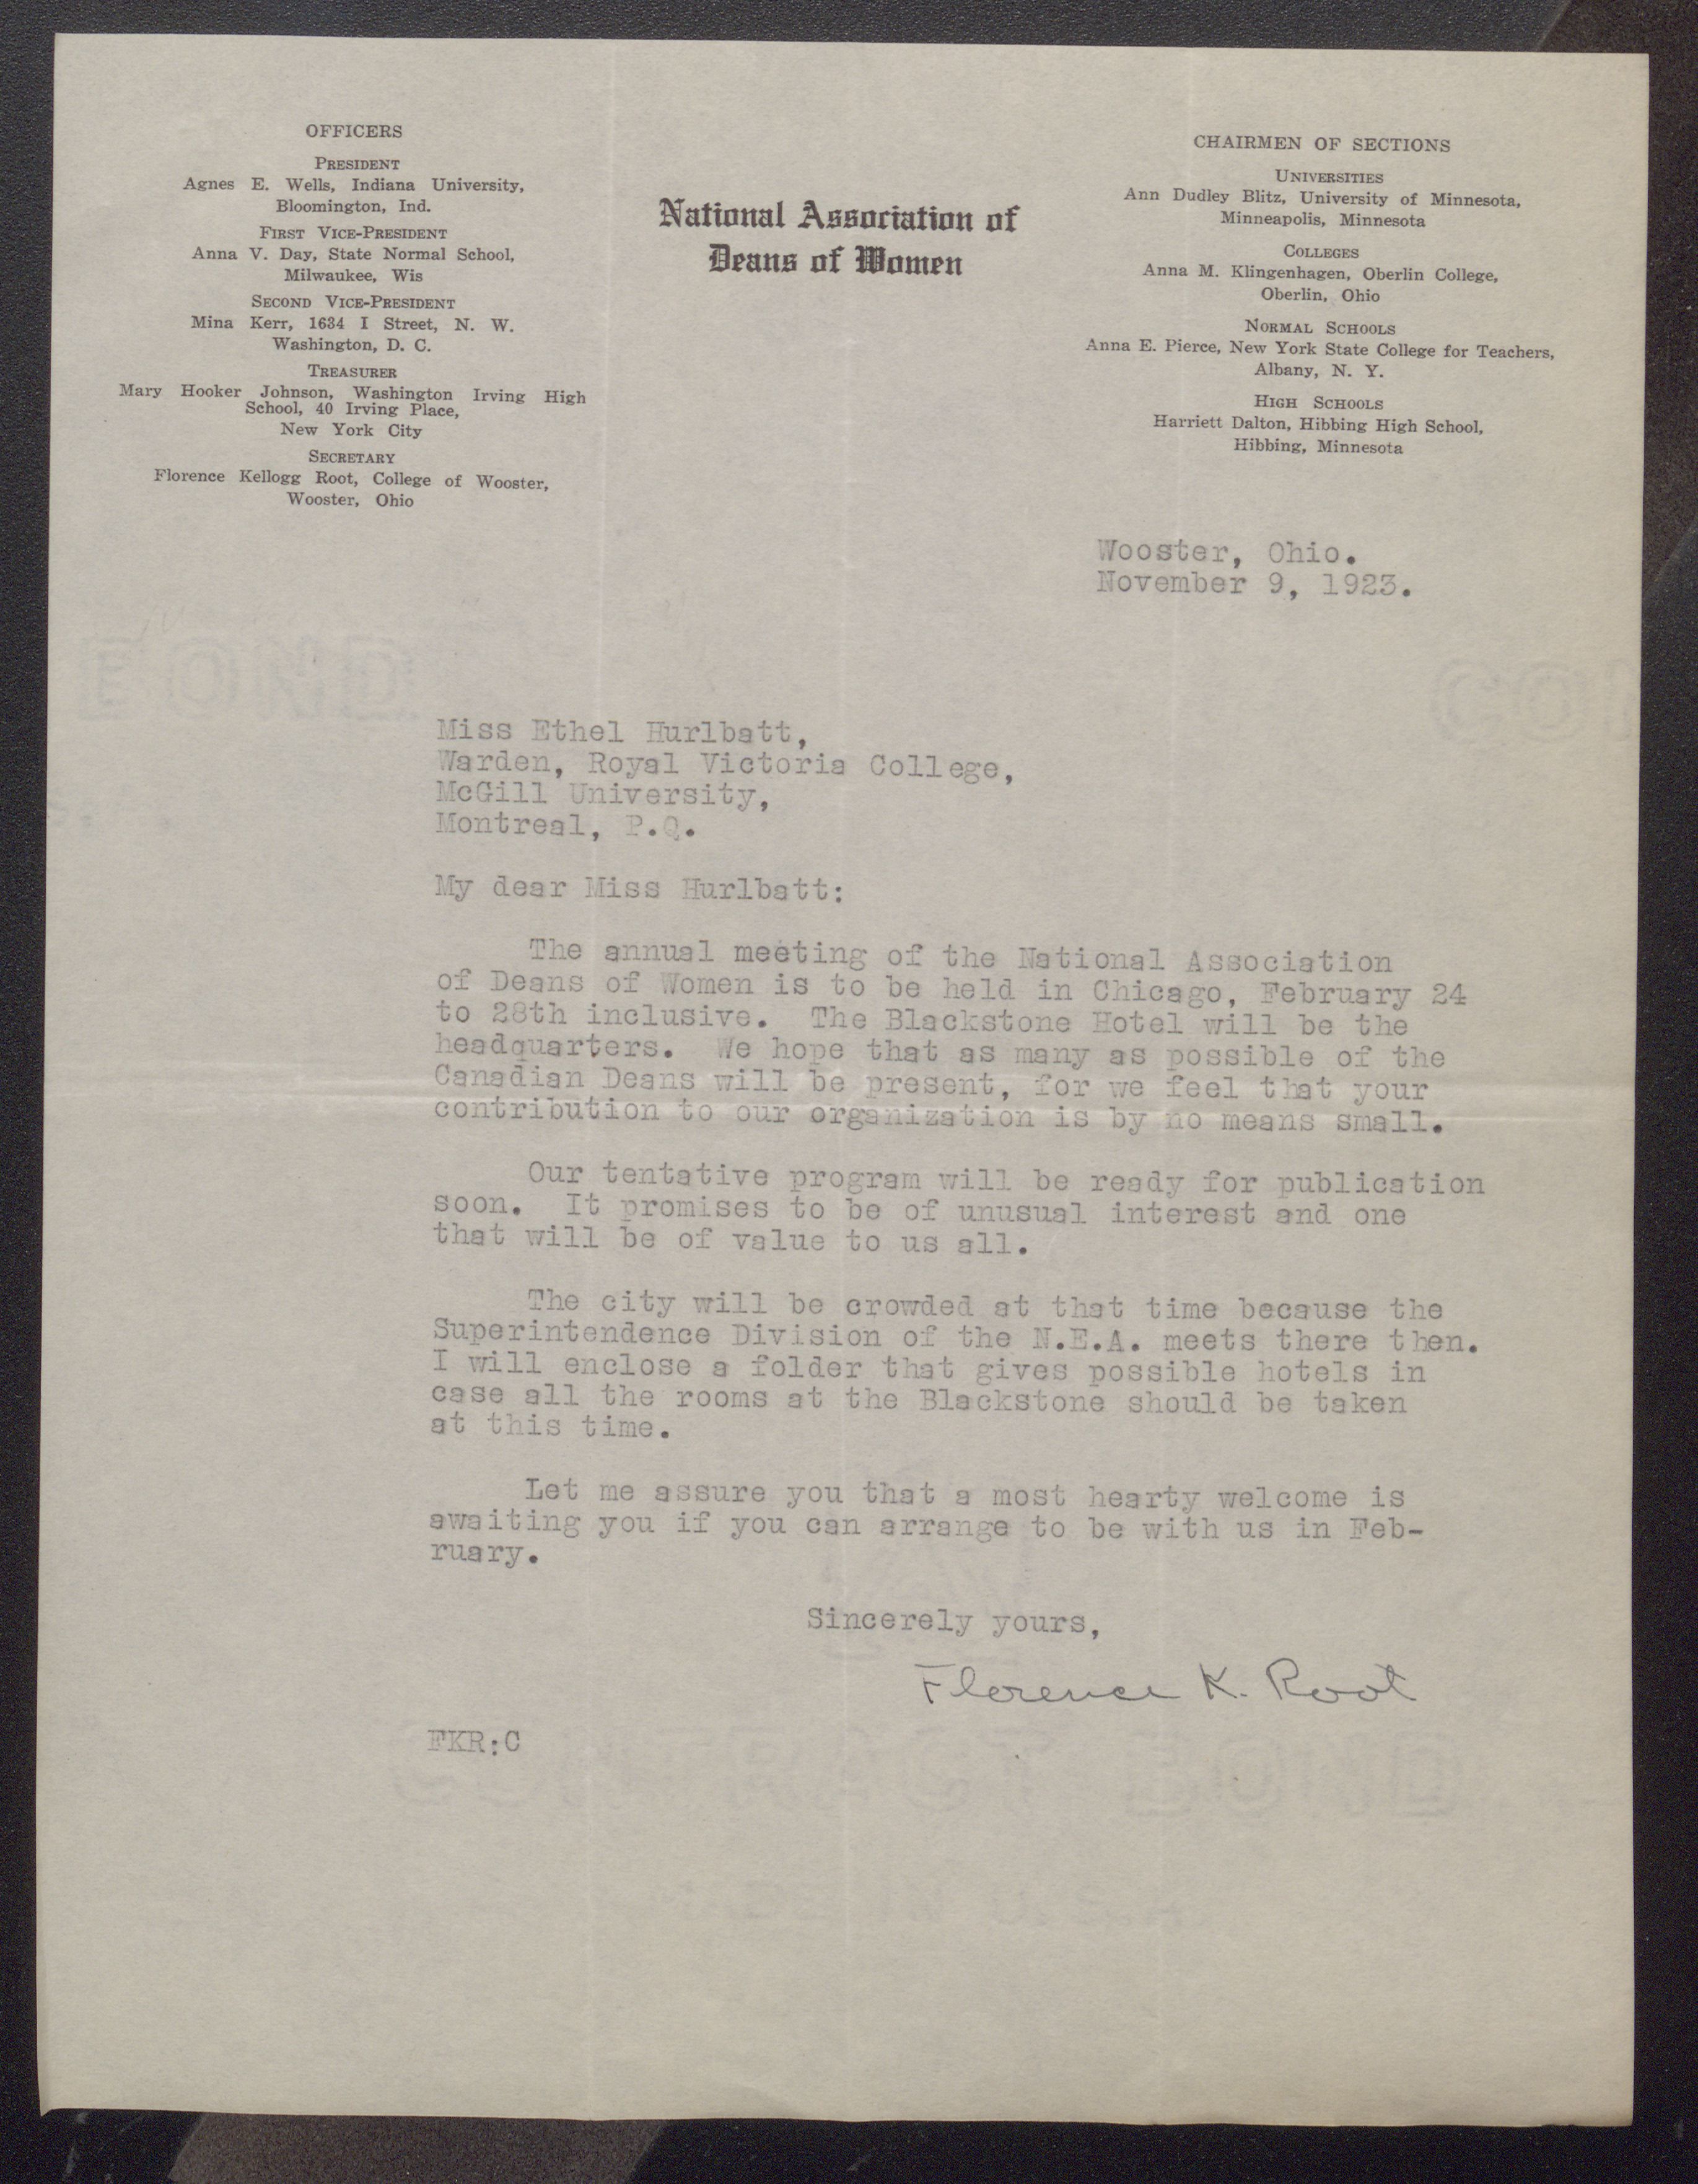 OFFICERS
PRESIDENT
Agnes E. Wells, Indiana University,
Bloomington, Ind.
FIRST VICE-PRESIDENT
Anna V. Day, State Normal School,
Milwaukee, Wis
SECOND VICE-PRESIDENT
Mina Kerr, 1634 I Street, N. W.
Washington, D. C.
TREASURER
Mary Hooker Johnson, Washington Irving High
School, 40 Irving Place,
New York City
SECRETARY
Florence Kellogg Root, College of Wooster,
Wooster, Ohio
National Association of
Deans of Women
CHAIRMEN OF SECTIONS
UNIVERSITIES
Ann Dudley Blitz, University of Minnesota,
Minneapolis, Minnesota
COLLEGES
Anna M. Klingenhagen, Oberlin College,
Oberlin, Ohio
NORMAL SCHOOLS
Anna E. Pierce, New York State College for Teachers,
Albany, N. Y.
HIGH SCHOOLS
Harriett Dalton, Hibbing High School,
Hibbing, Minnesota
Wooster, Ohio.
November 9, 1923.
Miss Ethel Hurlbatt,
Warden, Royal Victoria College,
McGill University,
Montreal, P.Q.
My dear Miss Hurlbatt:
The annual meeting of the National Association
of Deans of Women is to be held in Chicago, February 24
to 28th inclusive. The Blackstone Hotel will be the
headquarters. We hope that as many as possible of the
Canadian Deans will be present, for we feel that your
contribution to our organization is by no means small.
Our tentative program will be ready for publication
soon. It promises to be of unusual interest and one
that will be of value to us all.
The city will be crowded at that time because the
Superintendence Division of the N.E.A. meets there then.
I will enclose a folder that gives possible hotels in
case all the rooms at the Blackstone should be taken
at this time.
Let me assure you that a most hearty welcome is
awaiting you if you can arrange to be with us in Feb-
ruary.
Sincerely yours,
Florence K. Root
FKR:C